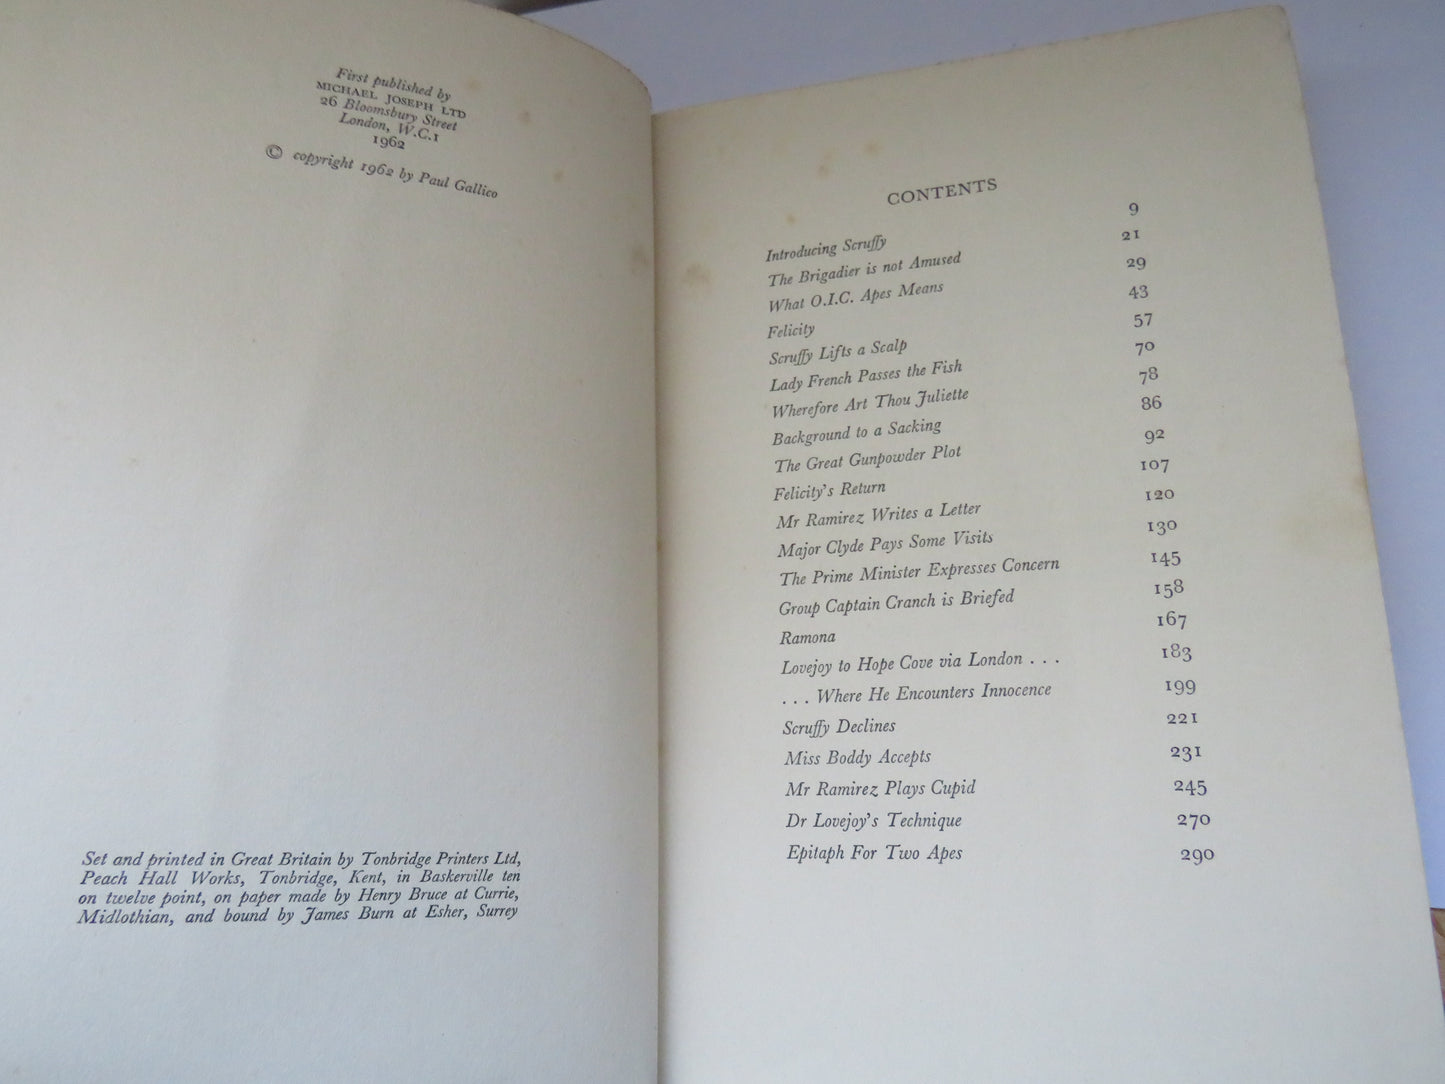 First published by
MICHAEL JOSEPH LTD
26 Bloomsbury Street
London, W.C.1
1962
© copyright 1962 by Paul Gallico
Set and printed in Great Britain by Tonbridge Printers Ltd,
Peach Hall Works, Tonbridge, Kent, in Baskerville ten
on twelve point, on paper made by Henry Bruce at Currie,
Midlothian, and bound by James Burn at Esher, Surrey
CONTENTS
Introducing Scruffy 9
The Brigadier is not Amused 21
What O.I.C. Apes Means 29
Felicity 43
Scruffy Lifts a Scalp 57
Lady French Passes the Fish 70
Wherefore Art Thou Juliette 78
Background to a Sacking 86
The Great Gunpowder Plot 92
Felicity's Return 107
Mr Ramirez Writes a Letter 120
Major Clyde Pays Some Visits 130
The Prime Minister Expresses Concern 145
Group Captain Cranch is Briefed 158
Ramona 167
Lovejoy to Hope Cove via London . . . 183
. . . Where He Encounters Innocence 199
Scruffy Declines 221
Miss Boddy Accepts 231
Mr Ramirez Plays Cupid 245
Dr Lovejoy's Technique 270
Epitaph For Two Apes 290